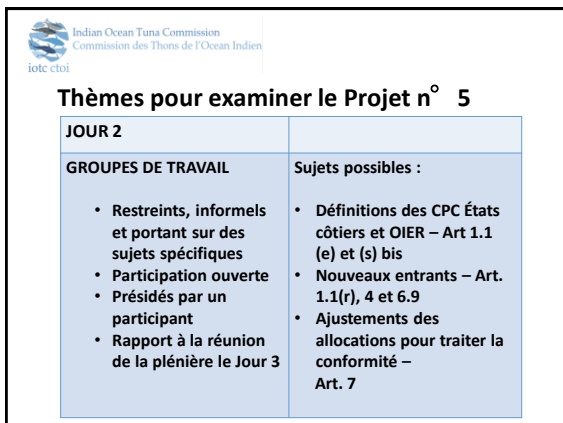 Indian Ocean Tuna Commission
Commission des Thons de l'Ocean Indien
iotc ctoi
Thèmes pour examiner le Projet n° 5
JOUR 2
GROUPES DE TRAVAIL
• Restreints, informels
et portant sur des
sujets spécifiques
• Participation ouverte
• Présidés par un
participant
• Rapport à la réunion
de la plénière le Jour 3
Sujets possibles :
• Définitions des CPC États
côtiers et OIER – Art 1.1
(e) et (s) bis
• Nouveaux entrants – Art.
1.1(r), 4 et 6.9
• Ajustements des
allocations pour traiter la
conformité –
Art. 7